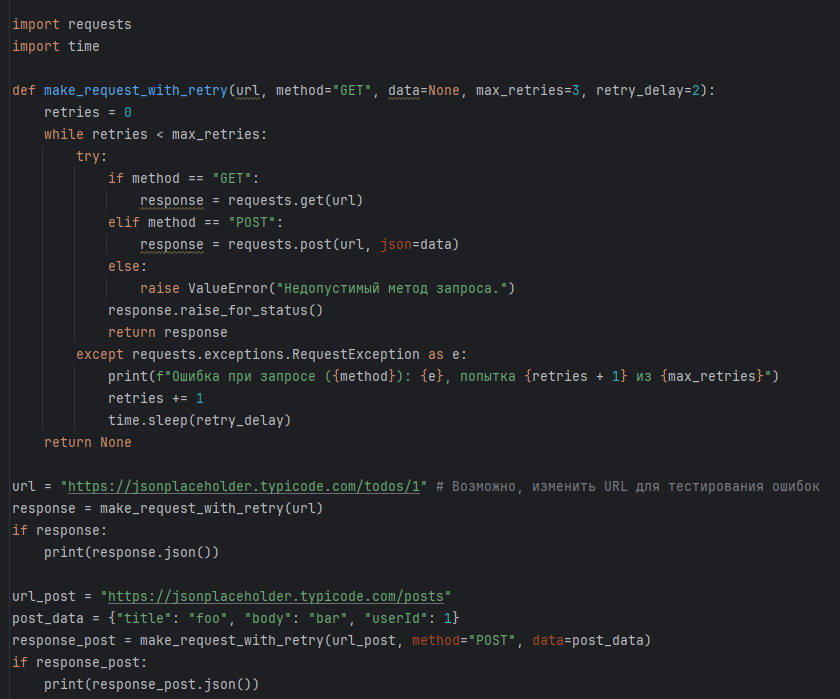 import requests
import time
def make_request_with_retry(url, method="GET", data=None, max_retries=3, retry_delay=2):
    retries = 0
    while retries < max_retries:
        try:
            if method == "GET":
                response = requests.get(url)
            elif method == "POST":
                response = requests.post(url, json=data)
            else:
                raise ValueError("Недопустимый метод запроса.")
            response.raise_for_status()
            return response
        except requests.exceptions.RequestException as e:
            print(f"Ошибка при запросе ({method}): {e}, попытка {retries + 1} из {max_retries}")
            retries += 1
            time.sleep(retry_delay)
    return None
url = "https://jsonplaceholder.typicode.com/todos/1" # Возможно, изменить URL для тестирования ошибок
response = make_request_with_retry(url)
if response:
    print(response.json())
url_post = "https://jsonplaceholder.typicode.com/posts"
post_data = {"title": "foo", "body": "bar", "userId": 1}
response_post = make_request_with_retry(url_post, method="POST", data=post_data)
if response_post:
    print(response_post.json())